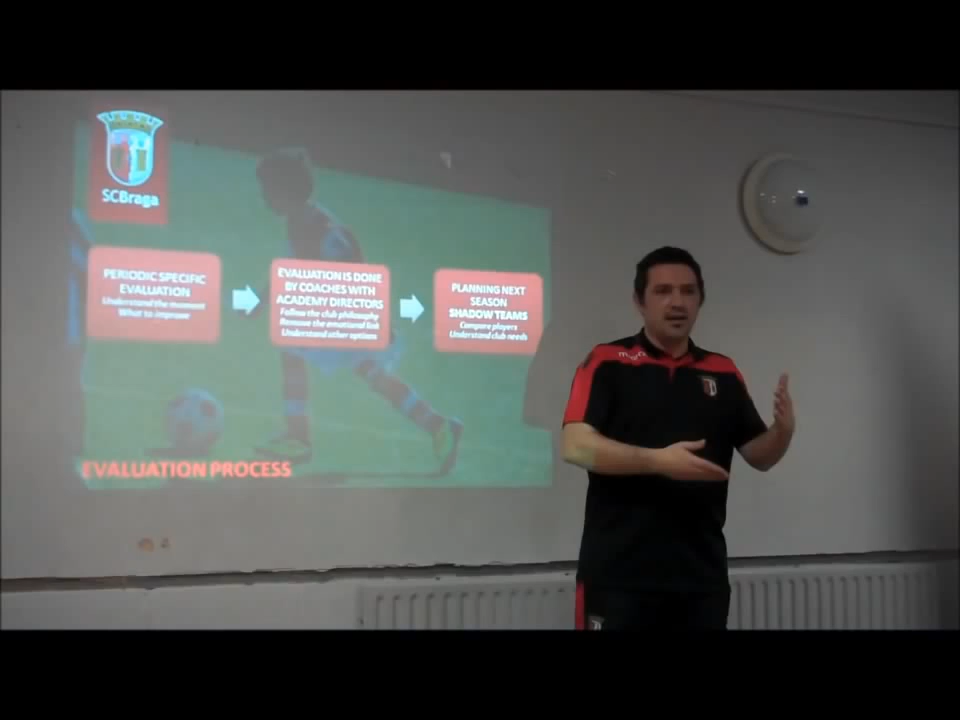 SCBraga
PERIODIC SPECIFIC
EVALUATION
Understand the moment
What to improve
EVALUATION IS DONE
BY COACHES WITH
ACADEMY DIRECTORS
Follow the club philosophy
Remove the emotional link
Understand other options
PLANNING NEXT
SEASON
SHADOW TEAMS
Compare players
Understand club needs
EVALUATION PROCESS